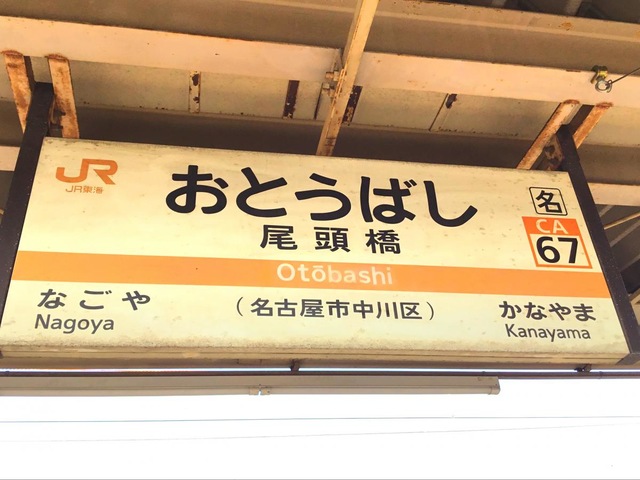 JR
JR東海
おとうばし
名
尾頭橋
CA
67
Otōbashi
なごや
Nagoya
(名古屋市中川区)
かなやま
Kanayama